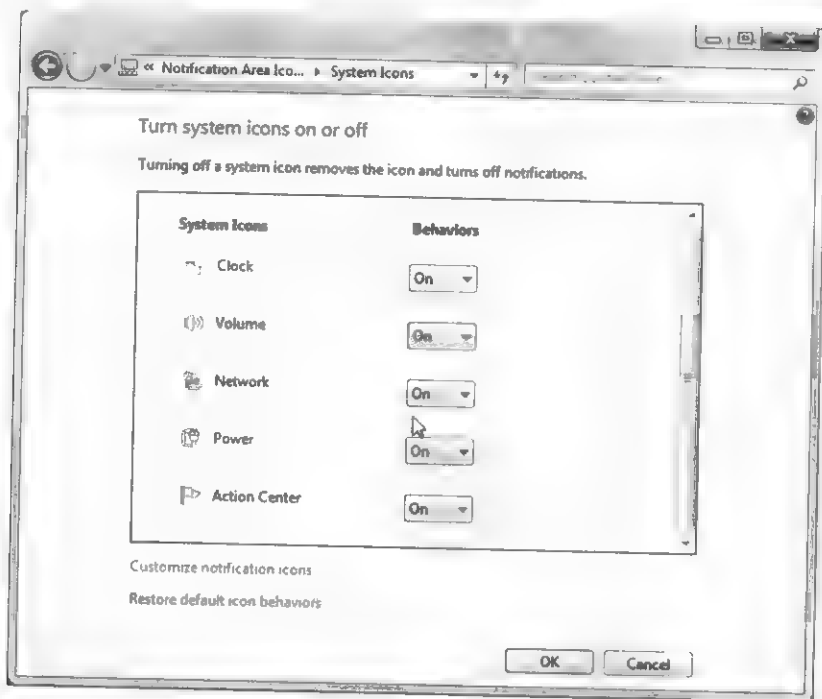 « Notification Area Ico... ▸ System Icons
Turn system icons on or off
Turning off a system icon removes the icon and turns off notifications.
System Icons Behaviors
Clock On
Volume On
Network On
Power On
Action Center On
Customize notification icons
Restore default icon behaviors
OK Cancel